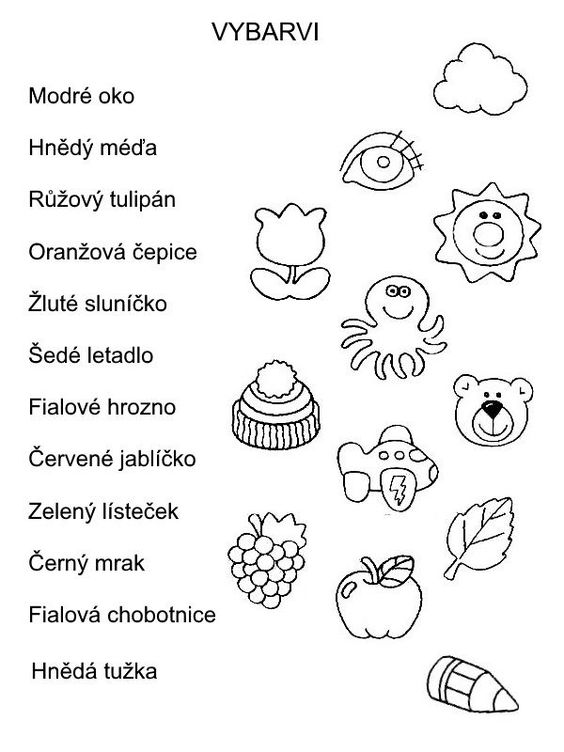 VYBARVI
Modré oko
Hnědý méďa
Růžový tulipán
Oranžová čepice
Žluté sluníčko
Šedé letadlo
Fialové hrozno
Červené jablíčko
Zelený lísteček
Černý mrak
Fialová chobotnice
Hnědá tužka